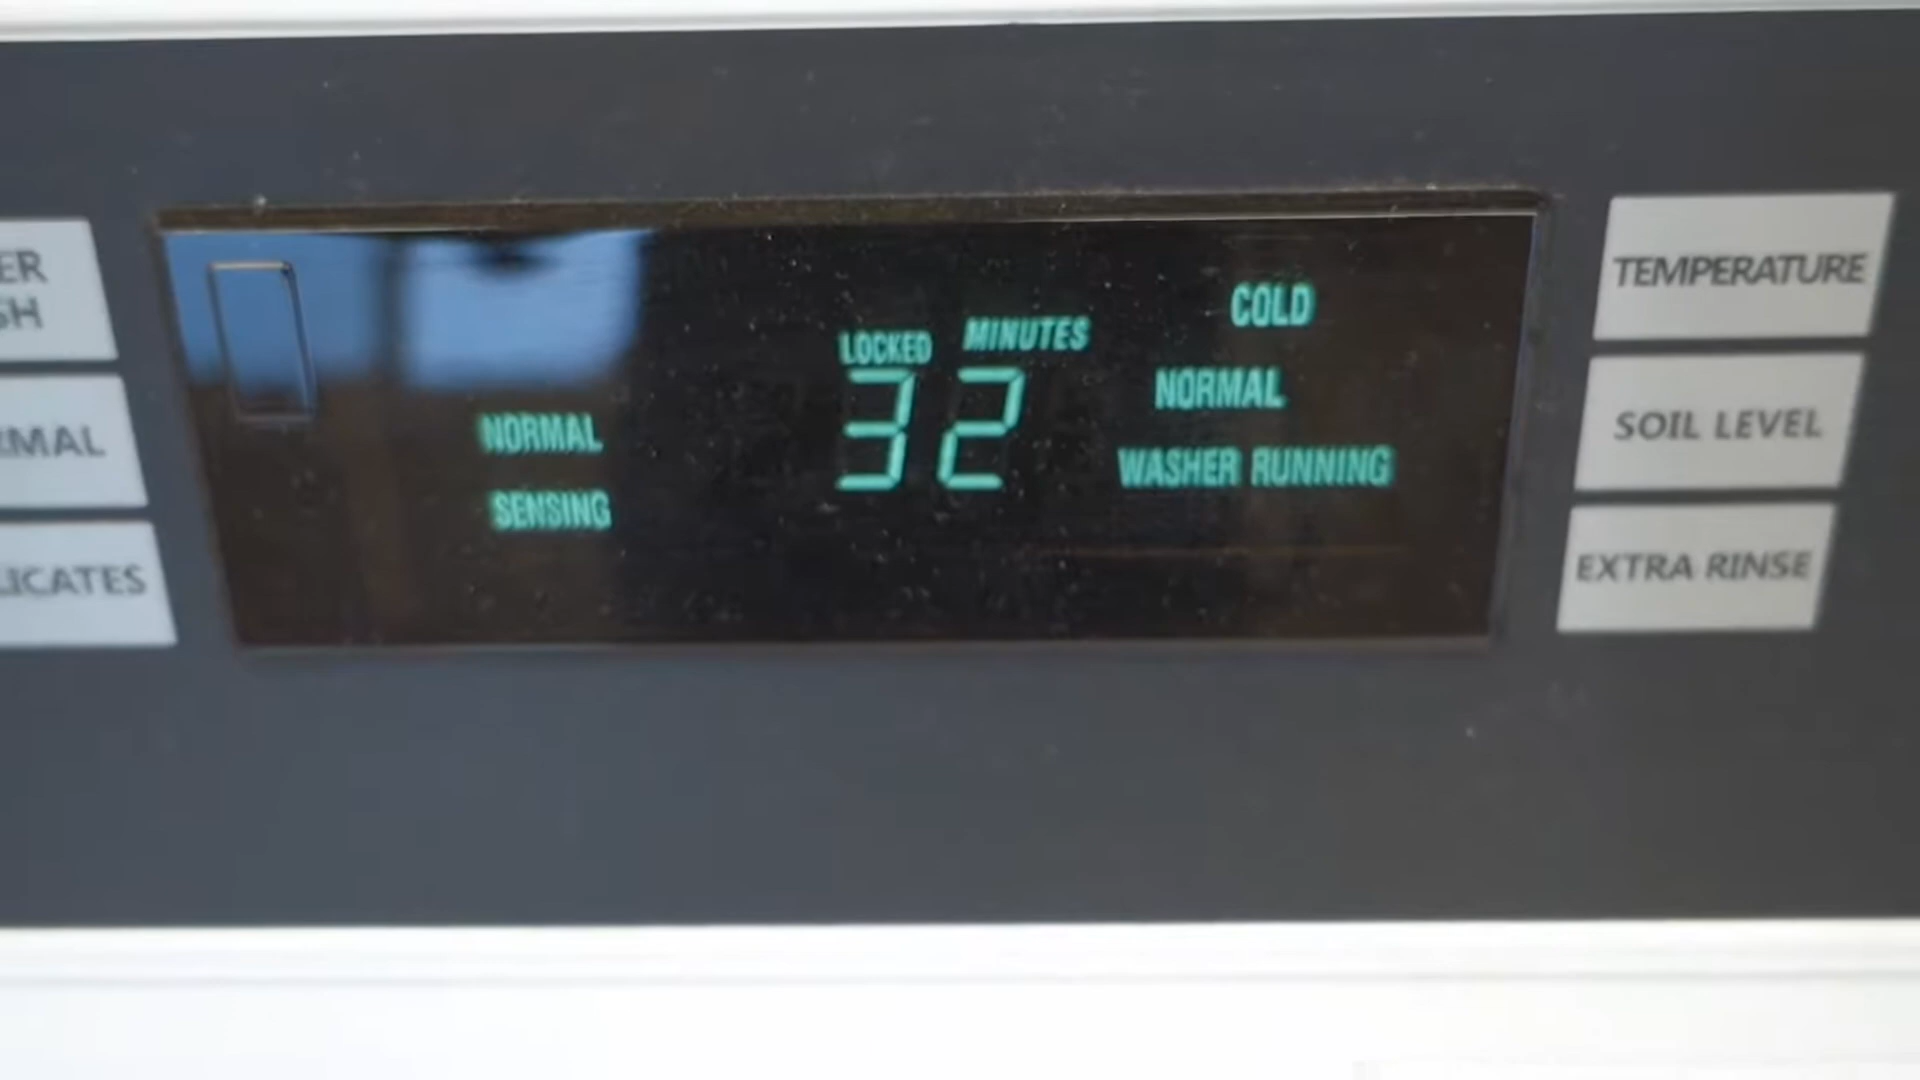 ER
SH
RMAL
LICATES
NORMAL
SENSING
LOCKED MINUTES
32
COLD
NORMAL
WASHER RUNNING
TEMPERATURE
SOIL LEVEL
EXTRA RINSE